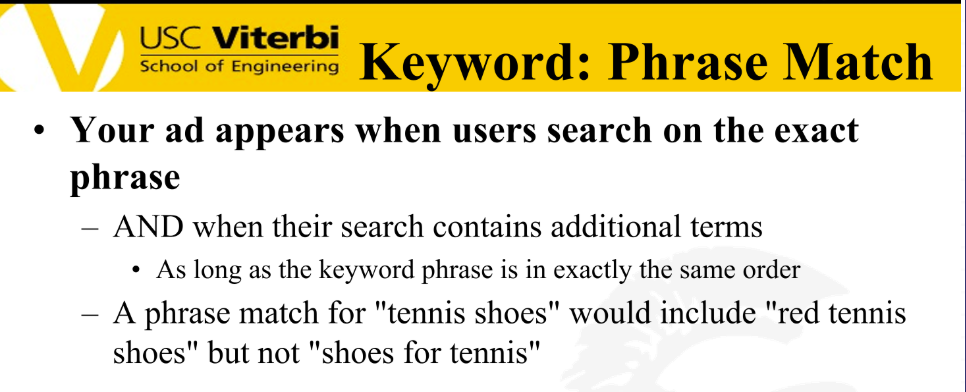 USC Viterbi
School of Engineering
Keyword: Phrase Match
• Your ad appears when users search on the exact
phrase
– AND when their search contains additional terms
• As long as the keyword phrase is in exactly the same order
– A phrase match for "tennis shoes" would include "red tennis
shoes" but not "shoes for tennis"